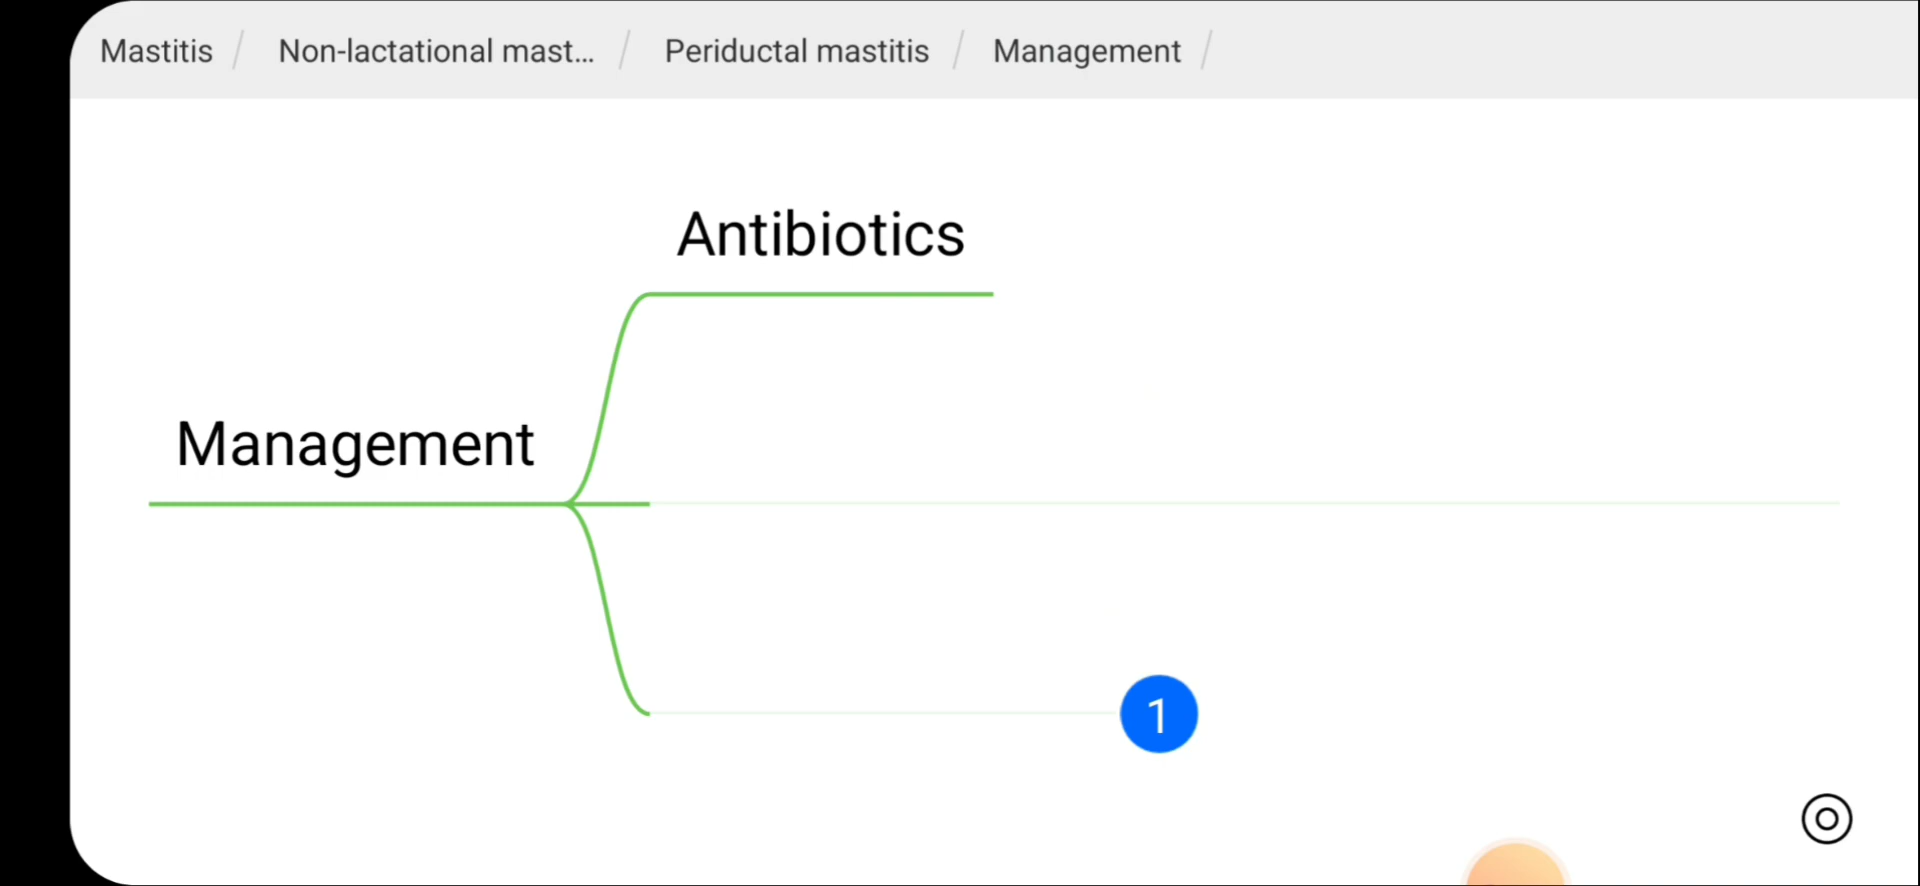 Mastitis / Non-lactational mast... / Periductal mastitis / Management /
Antibiotics
Management
1